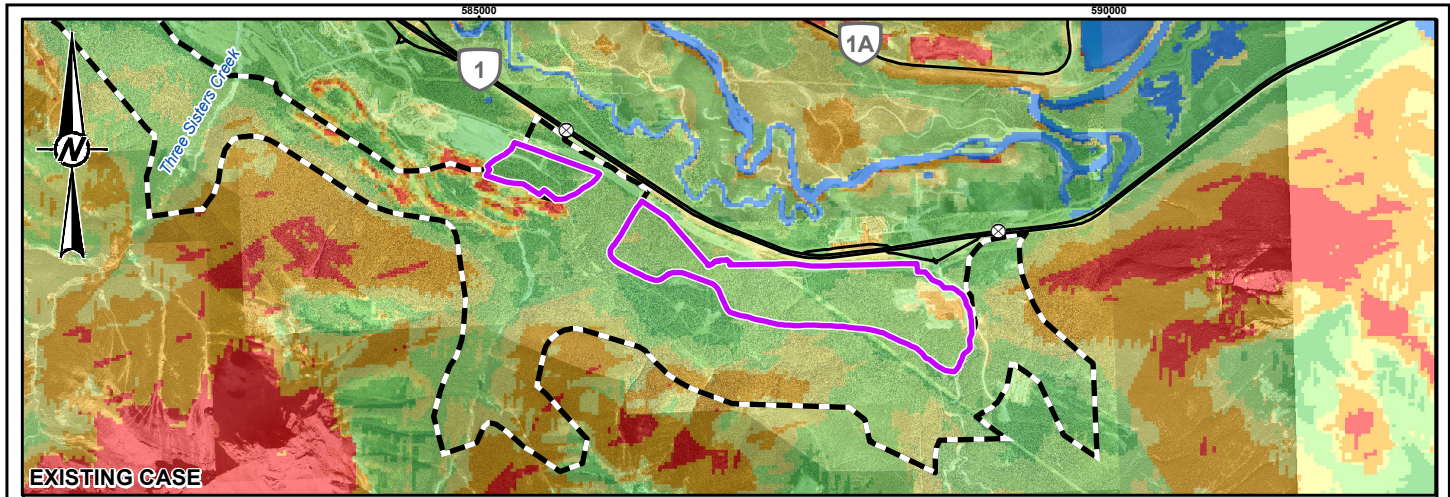 585000
590000
1
1A
Three Sisters Creek
N
EXISTING CASE